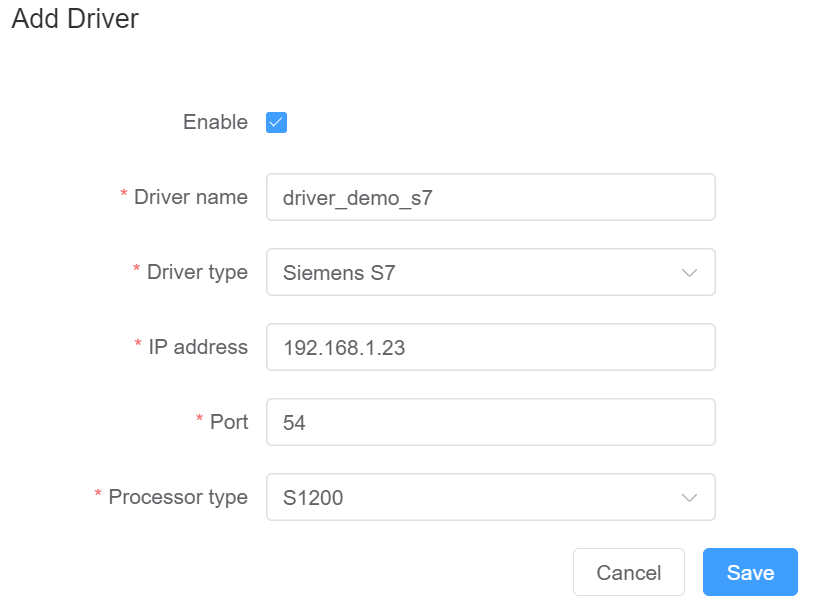 Add Driver
Enable
* Driver name driver_demo_s7
* Driver type Siemens S7
* IP address 192.168.1.23
* Port 54
* Processor type S1200
Cancel Save